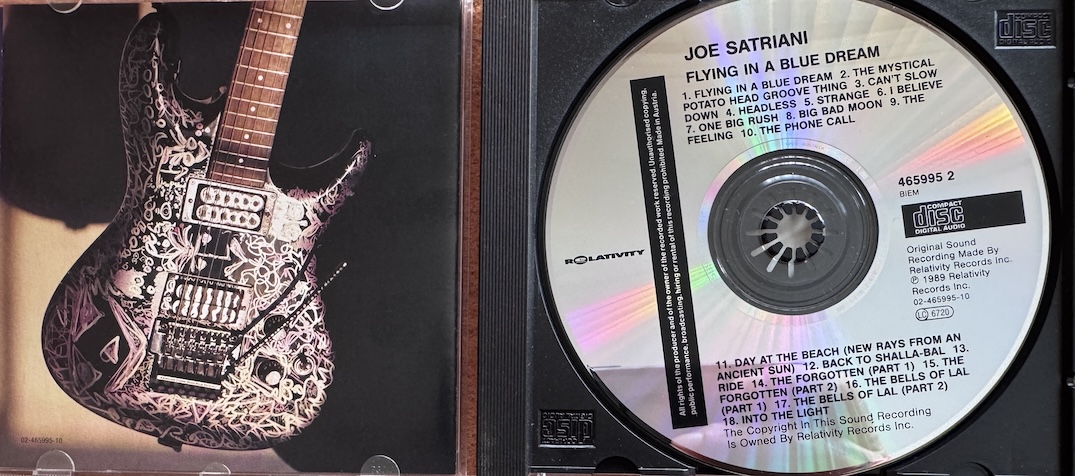 02-465995-10
JOE SATRIANI
FLYING IN A BLUE DREAM
1. FLYING IN A BLUE DREAM 2. THE MYSTICAL
POTATO HEAD GROOVE THING 3. CAN'T SLOW
DOWN 4. HEADLESS 5. STRANGE 6. I BELIEVE
7. ONE BIG RUSH 8. BIG BAD MOON 9. THE
FEELING 10. THE PHONE CALL
RELATIVITY
All rights of the producer and of the owner of the recorded work reserved. Unauthorised copying,
public performance, broadcasting, hiring or rental of this recording prohibited. Made in Austria.
465995 2
BIEM
COMPACT
disc
DIGITAL AUDIO
Original Sound
Recording Made By
Relativity Records Inc.
℗ 1989 Relativity
Records Inc.
02-465995-10
LC 6720
11. DAY AT THE BEACH (NEW RAYS FROM AN
ANCIENT SUN) 12. BACK TO SHALLA-BAL 13.
RIDE 14. THE FORGOTTEN (PART 1) 15. THE
FORGOTTEN (PART 2) 16. THE BELLS OF LAL
(PART 1) 17. THE BELLS OF LAL (PART 2)
18. INTO THE LIGHT
The Copyright In This Sound Recording
Is Owned By Relativity Records Inc.
COMPACT
disc
DIGITAL AUDIO
COMPACT
disc
DIGITAL AUDIO